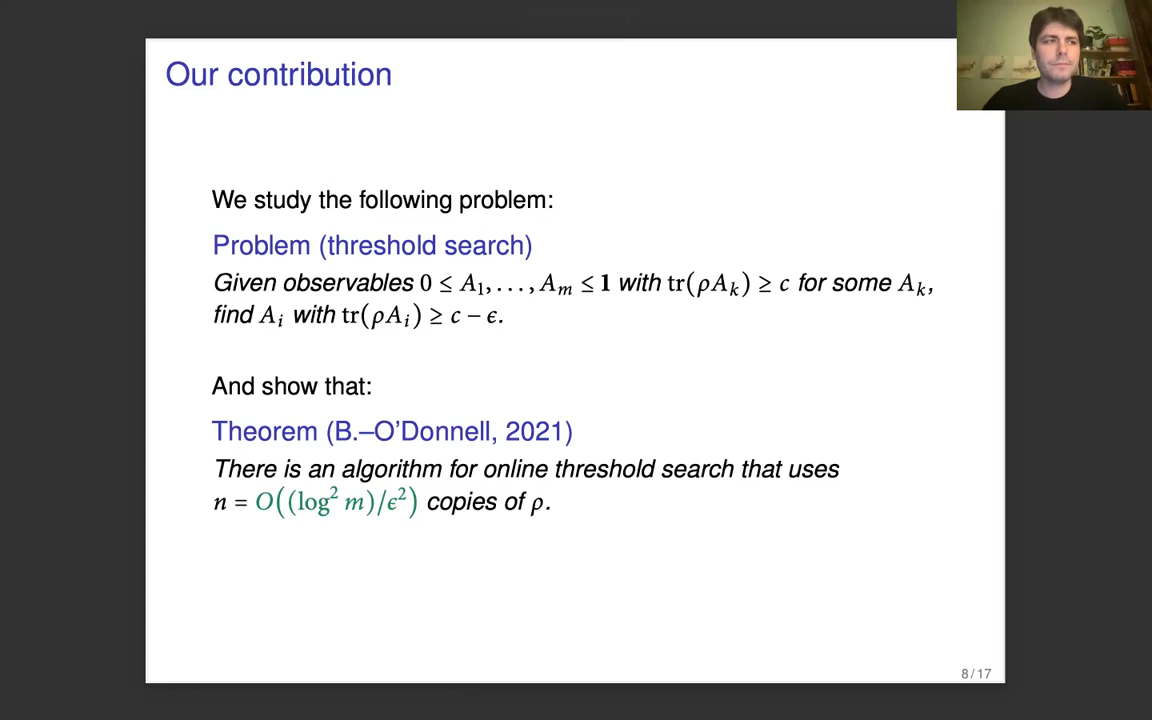 Our contribution
We study the following problem:
Problem (threshold search)
Given observables 0 ≤ A₁, . . . , Aₘ ≤ 1 with tr(ρAₖ) ≥ c for some Aₖ,
find Aᵢ with tr(ρAᵢ) ≥ c − ϵ.
And show that:
Theorem (B.–O'Donnell, 2021)
There is an algorithm for online threshold search that uses
n = O((log² m)/ϵ²) copies of ρ.
8 / 17